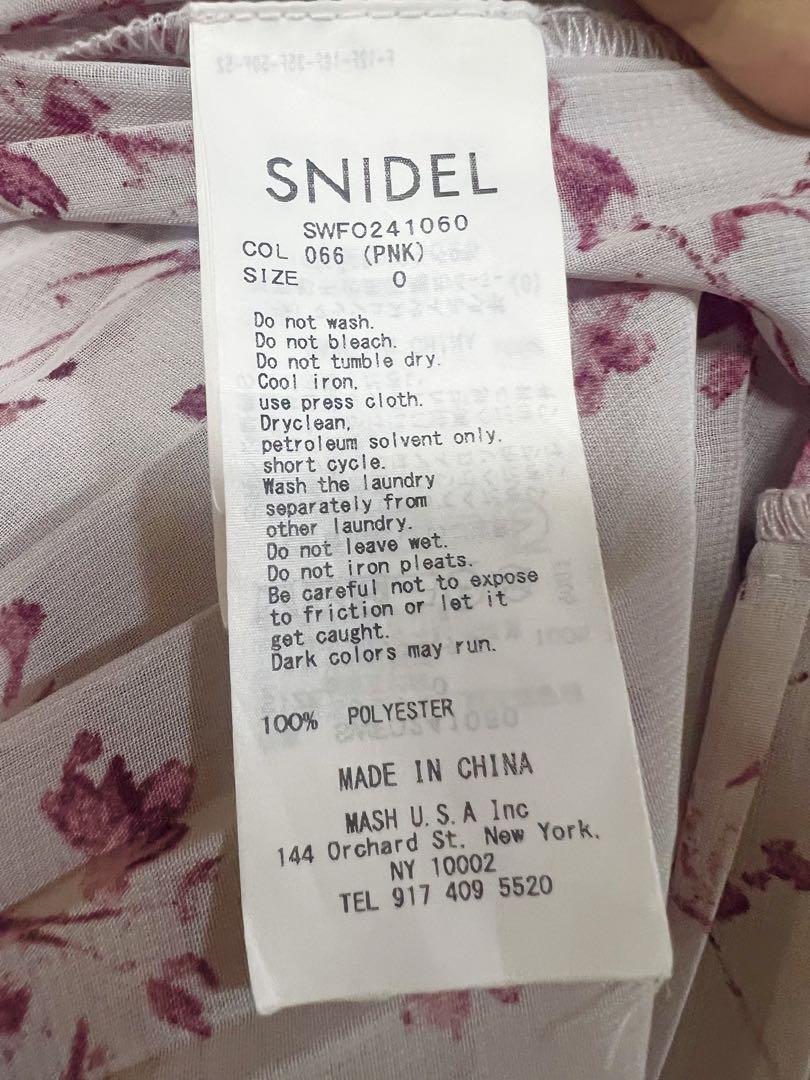 SNIDEL
SWFO241060
COL 066 (PNK)
SIZE 0
Do not wash.
Do not bleach.
Do not tumble dry.
Cool iron,
use press cloth.
Dryclean,
petroleum solvent only.
short cycle.
Wash the laundry
separately from
other laundry.
Do not leave wet.
Do not iron pleats.
Be careful not to expose
to friction or let it
get caught.
Dark colors may run.
100% POLYESTER
MADE IN CHINA
MASH U.S.A Inc
144 Orchard St. New York.
NY 10002
TEL 917 409 5520